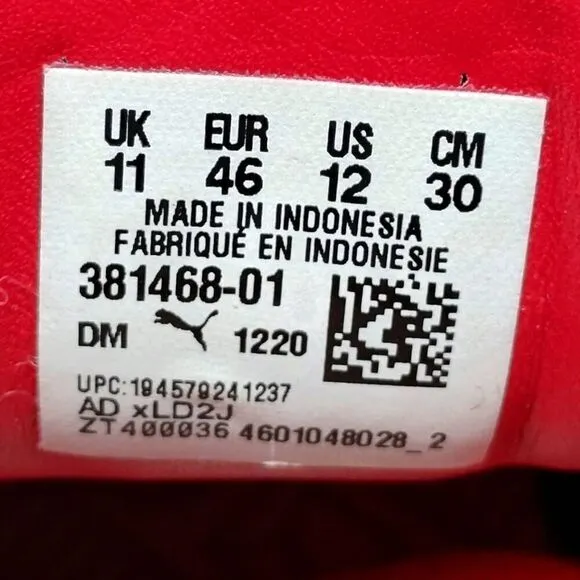 UK EUR US CM
11 46 12 30
MADE IN INDONESIA
FABRIQUÉ EN INDONESIE
381468-01
DM 1220
UPC:194579241237
AD xLD2J
ZT400036 4601048028_2